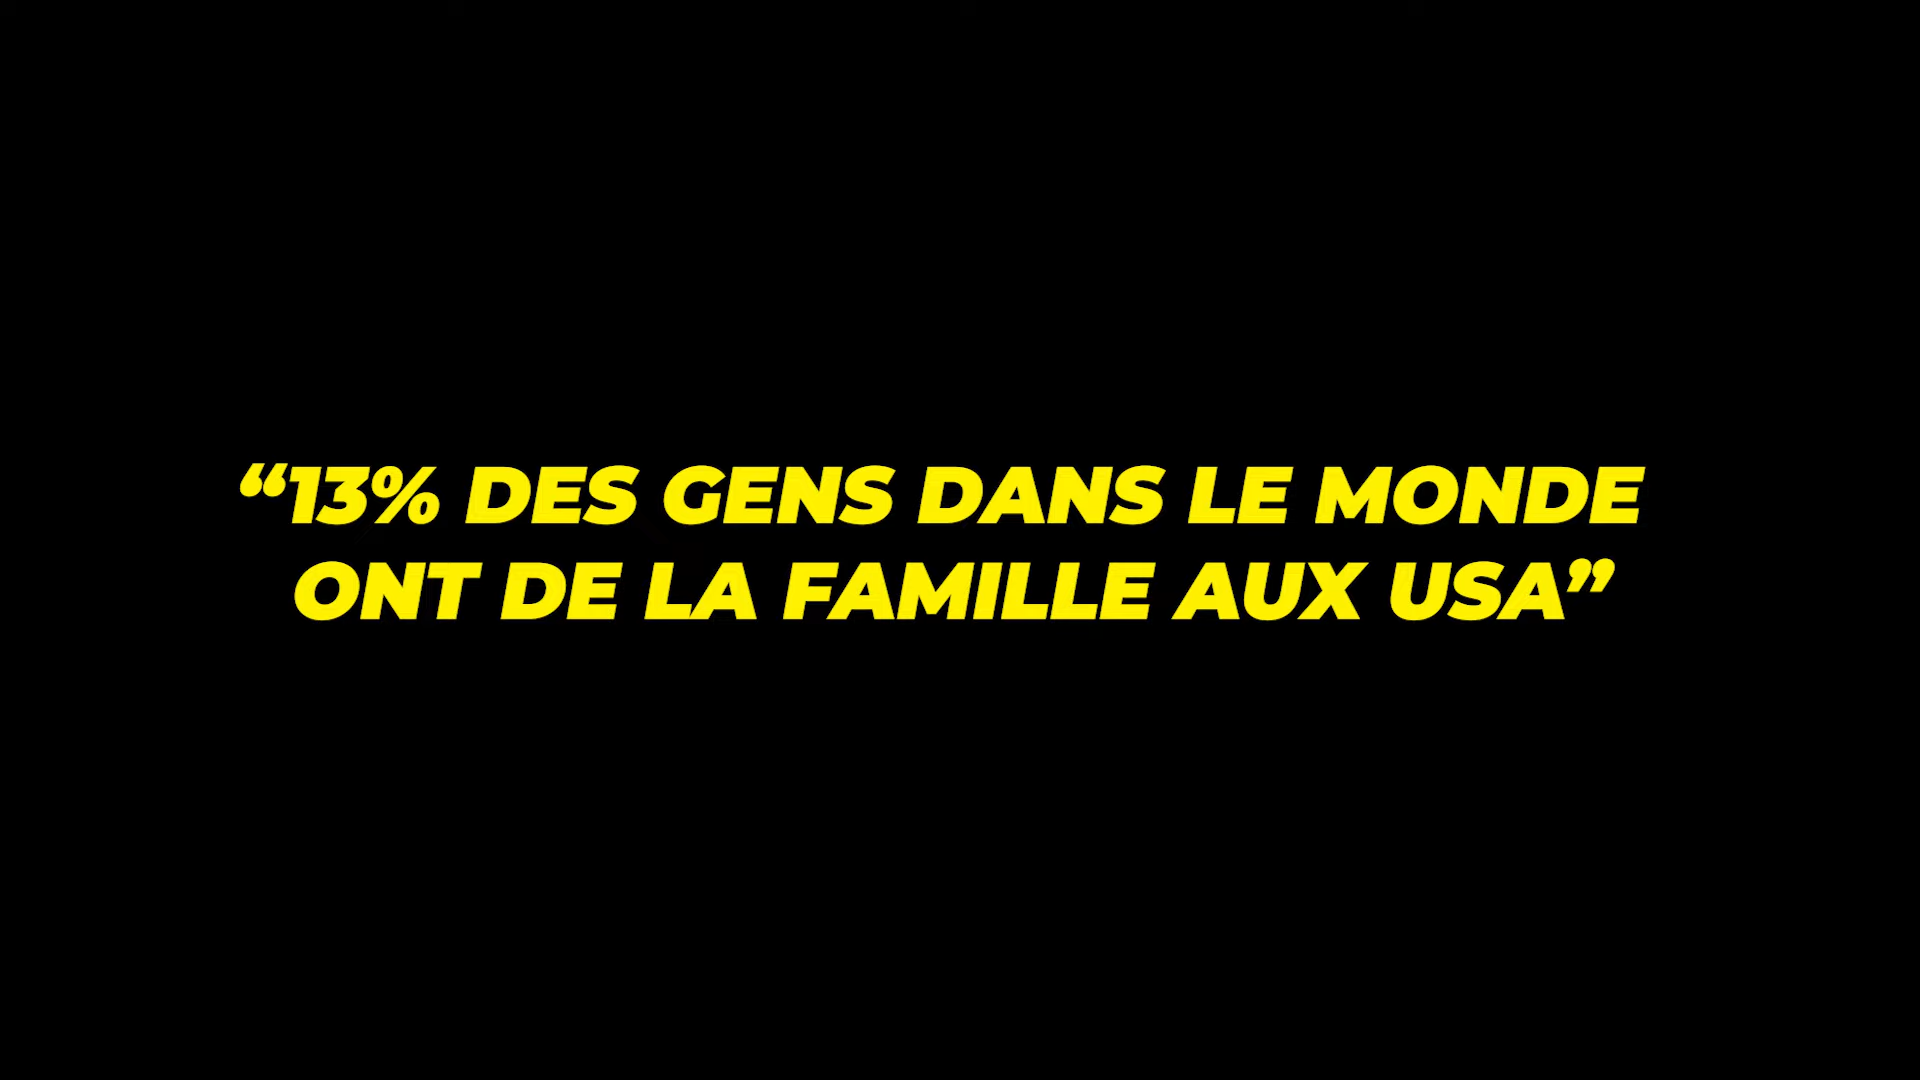 “13% DES GENS DANS LE MONDE
ONT DE LA FAMILLE AUX USA”